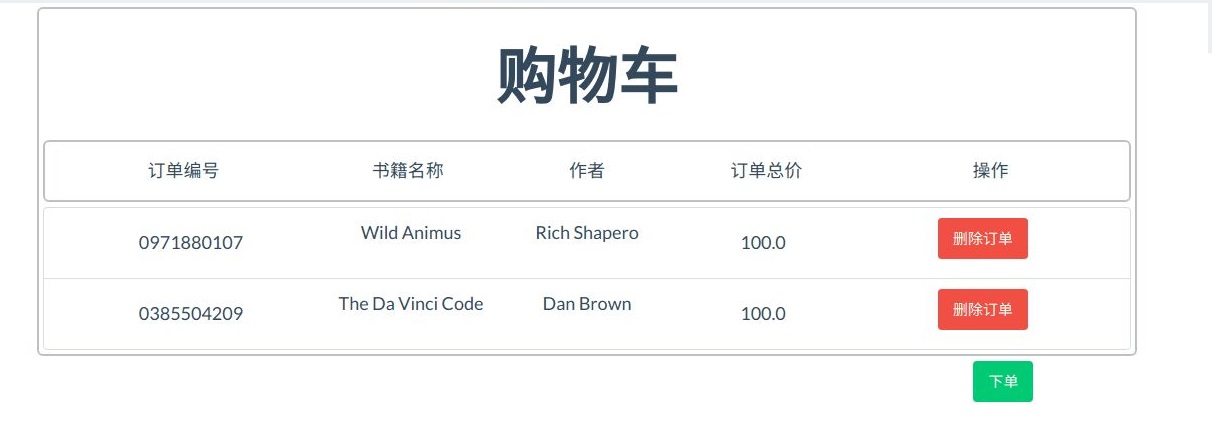 购物车
订单编号 书籍名称 作者 订单总价 操作
0971880107 Wild Animus Rich Shapero 100.0 删除订单
0385504209 The Da Vinci Code Dan Brown 100.0 删除订单
下单